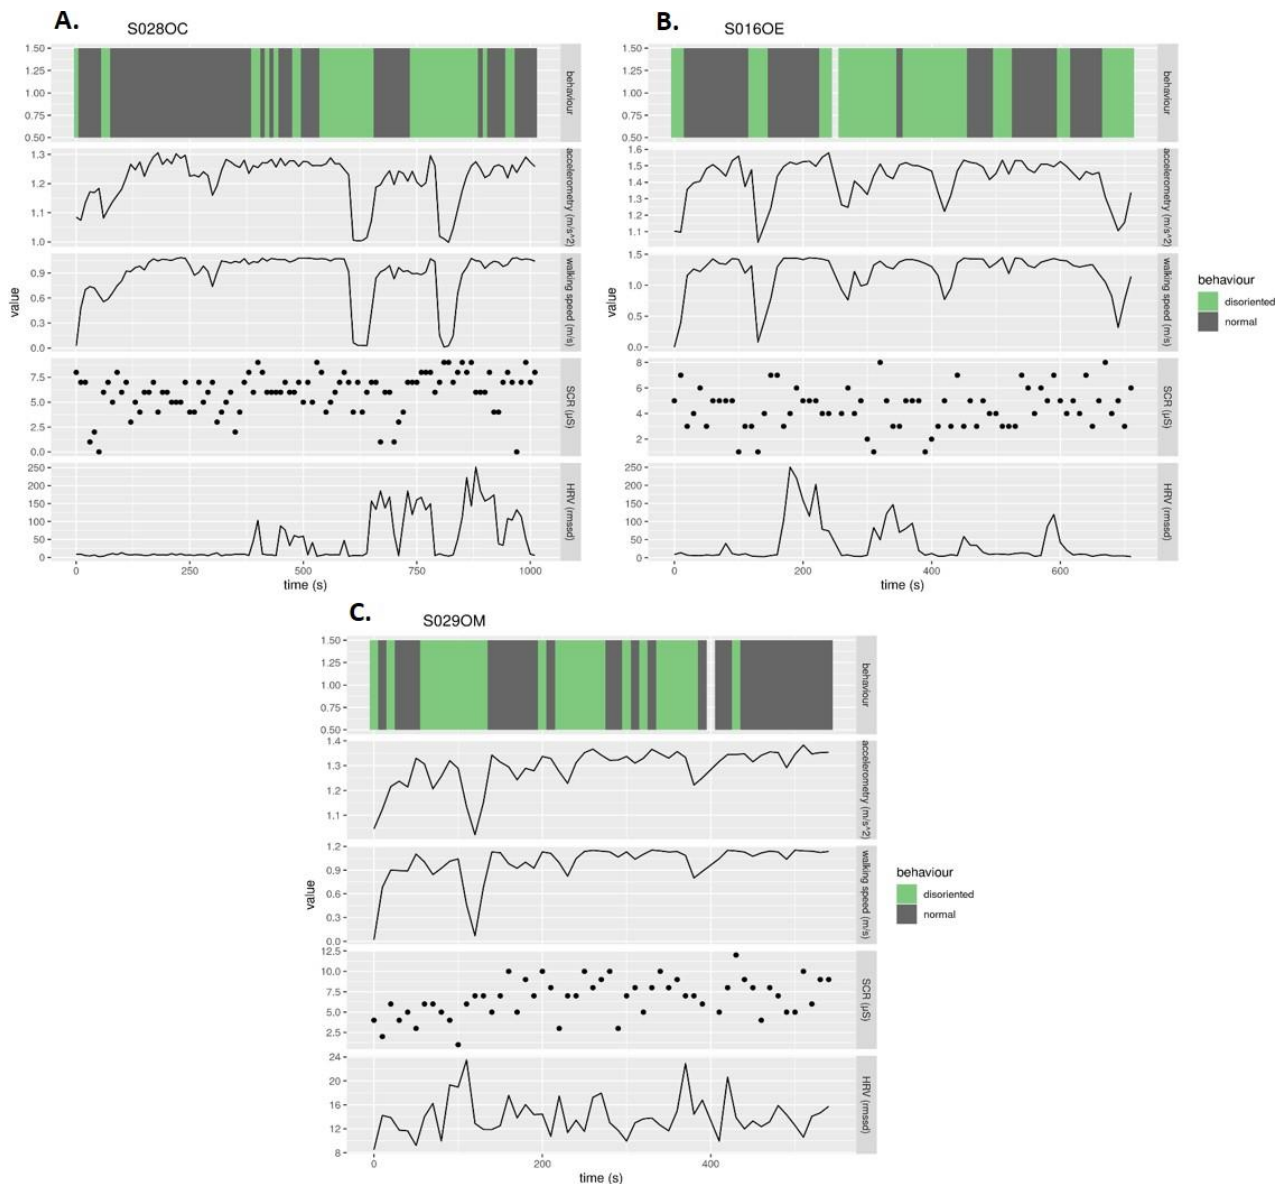 A.
S028OC
1.50
1.25
1.00
0.75
0.50
behaviour
1.3
1.2
1.1
1.0
accelerometry (m/s^2)
0.9
0.6
0.3
0.0
walking speed (m/s)
7.5
5.0
2.5
0.0
SCR (µS)
250
200
150
100
50
0
HRV (rmssd)
value
0
250
500
750
1000
time (s)
B.
S016OE
1.50
1.25
1.00
0.75
0.50
behaviour
1.6
1.5
1.4
1.3
1.2
1.1
accelerometry (m/s^2)
1.5
1.0
0.5
0.0
walking speed (m/s)
8
6
4
2
SCR (µS)
250
200
150
100
50
0
HRV (rmssd)
value
0
200
400
600
time (s)
behaviour
disoriented
normal
C.
S029OM
1.50
1.25
1.00
0.75
0.50
behaviour
1.4
1.3
1.2
1.1
accelerometry (m/s^2)
1.2
0.9
0.6
0.3
0.0
walking speed (m/s)
12.5
10.0
7.5
5.0
2.5
SCR (µS)
24
20
16
12
8
HRV (rmssd)
value
0
200
400
time (s)
behaviour
disoriented
normal